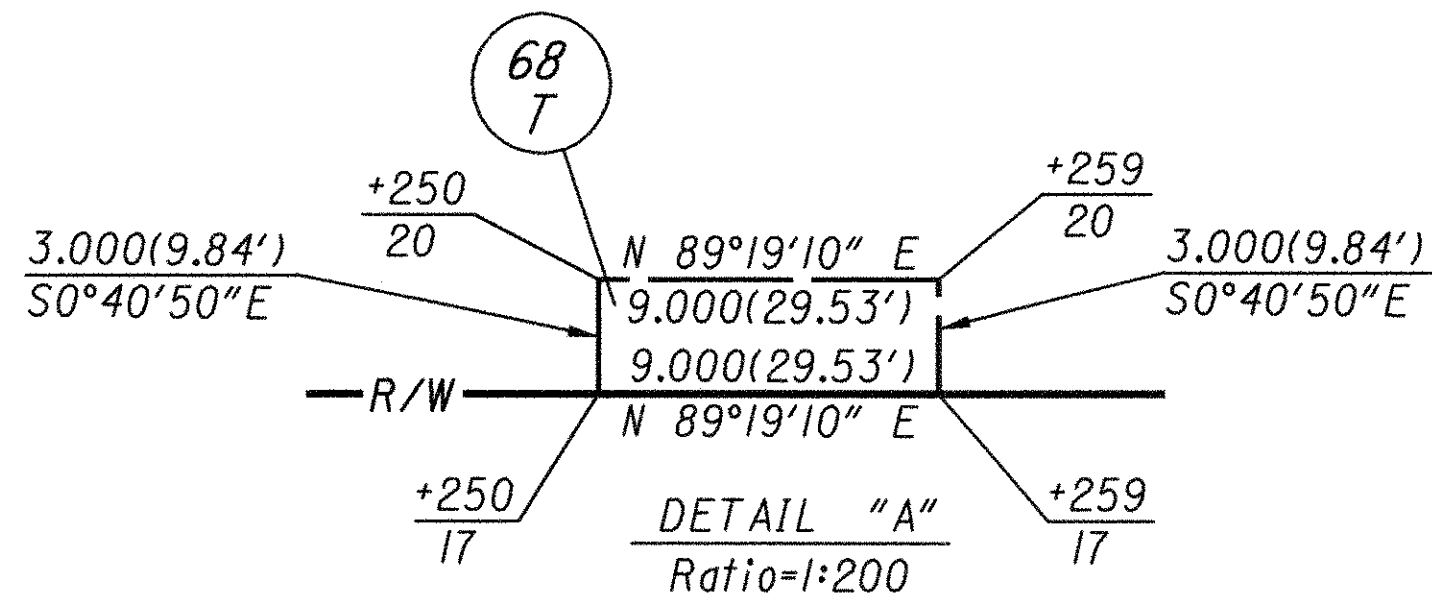 68
T
+250
20
+259
20
3.000(9.84')
S0°40'50"E
N 89°19'10" E
9.000(29.53')
3.000(9.84')
S0°40'50"E
9.000(29.53')
R/W
N 89°19'10" E
+250
17
+259
17
DETAIL "A"
Ratio=1:200